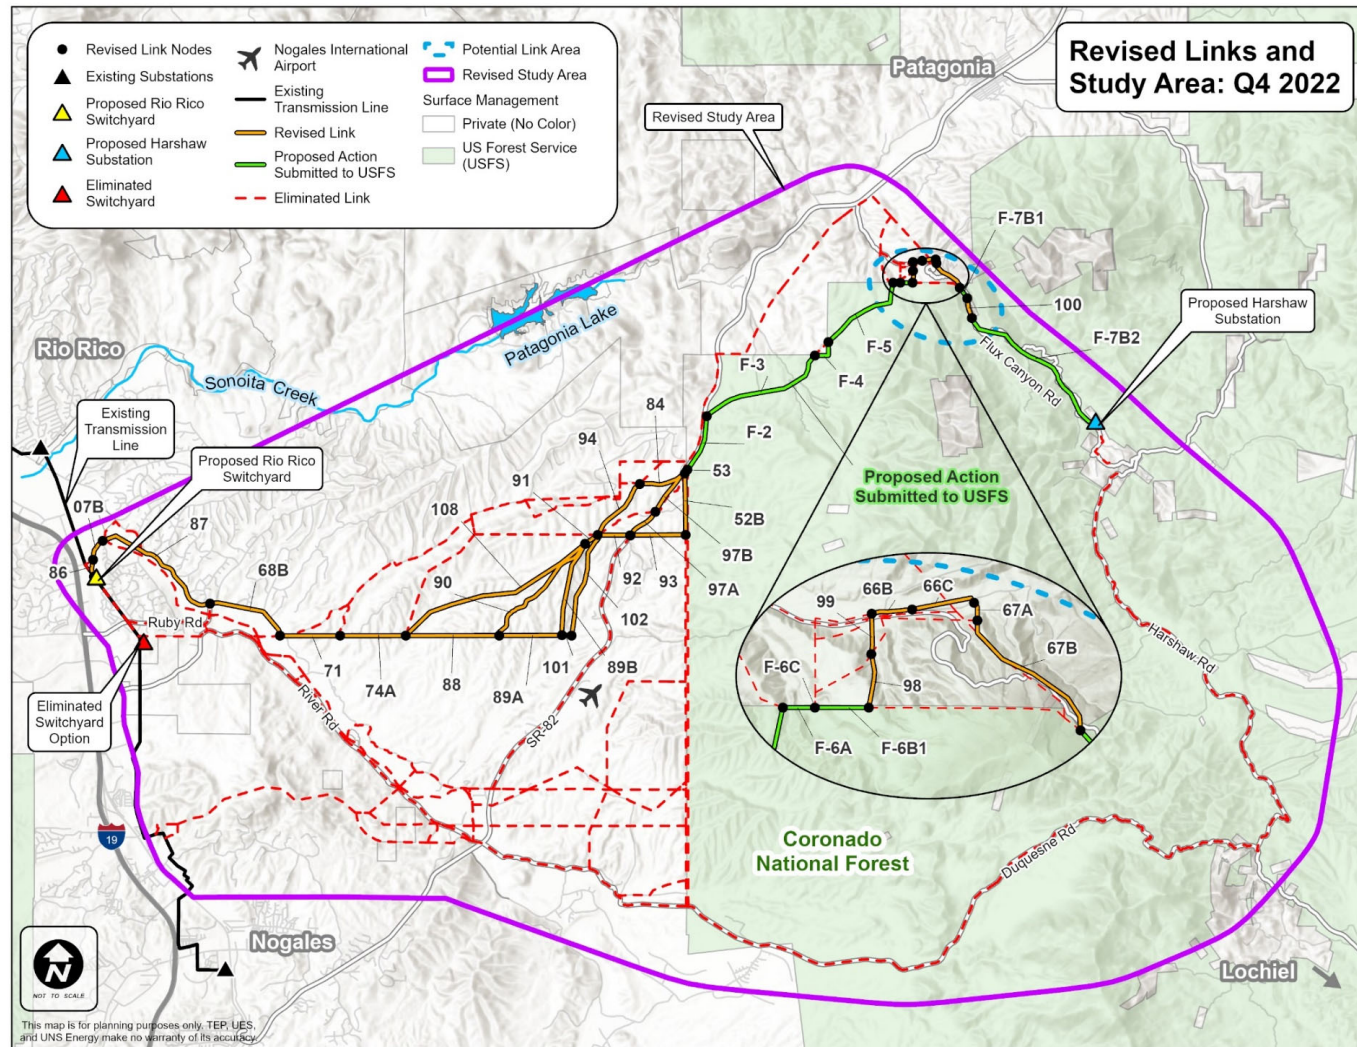 Revised Link Nodes
Existing Substations
Proposed Rio Rico
Switchyard
Proposed Harshaw
Substation
Eliminated
Switchyard
Nogales International
Airport
Existing
Transmission Line
Revised Link
Proposed Action
Submitted to USFS
Eliminated Link
Potential Link Area
Revised Study Area
Surface Management
Private (No Color)
US Forest Service
(USFS)
Revised Links and
Study Area: Q4 2022
Patagonia
Revised Study Area
F-7B1
100
Proposed Harshaw
Substation
F-7B2
Flux Canyon Rd
F-5
F-4
F-3
F-2
Patagonia Lake
Rio Rico
Sonoita Creek
Existing
Transmission
Line
Proposed Rio Rico
Switchyard
84
94
91
108
53
07B
87
86
68B
90
52B
97B
97A
92
93
102
Proposed Action
Submitted to USFS
Ruby Rd
71
74A
88
89A
101
89B
Eliminated
Switchyard
Option
River Rd
SR-82
66B
66C
99
67A
67B
F-6C
98
F-6A
F-6B1
Harshaw Rd
19
Coronado
National Forest
Duquesne Rd
Nogales
Lochiel
N
NOT TO SCALE
This map is for planning purposes only. TEP, UES,
and UNS Energy make no warranty of its accuracy.